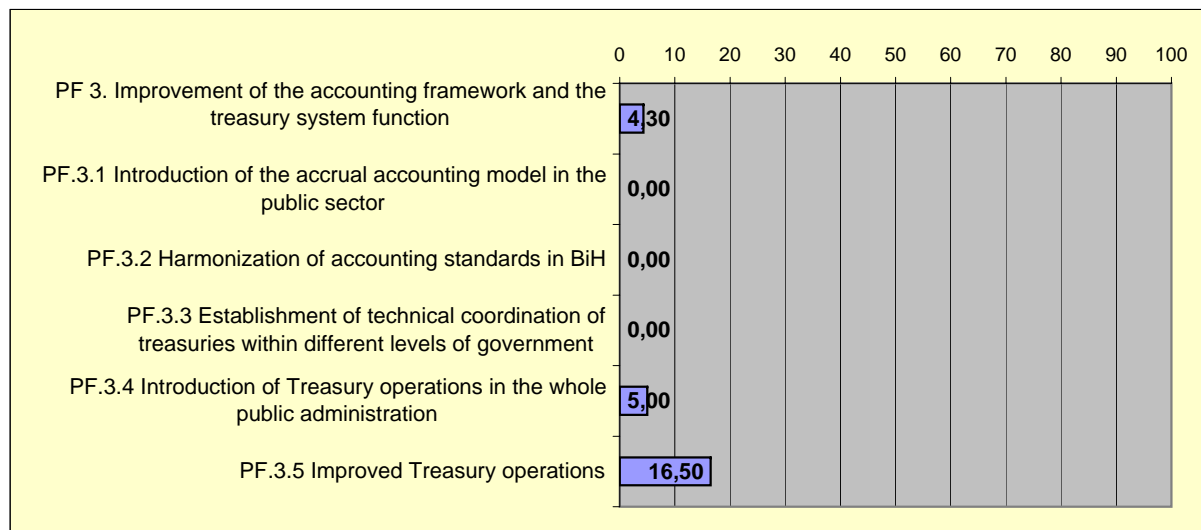 0 10 20 30 40 50 60 70 80 90 100
PF 3. Improvement of the accounting framework and the
treasury system function
4,30
PF.3.1 Introduction of the accrual accounting model in the
public sector
0,00
PF.3.2 Harmonization of accounting standards in BiH
0,00
PF.3.3 Establishment of technical coordination of
treasuries within different levels of government
0,00
PF.3.4 Introduction of Treasury operations in the whole
public administration
5,00
PF.3.5 Improved Treasury operations
16,50